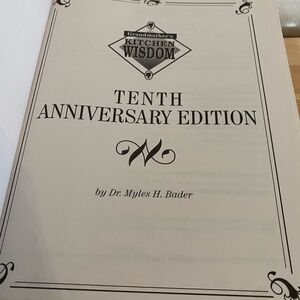 Grandmother's
KITCHEN
WISDOM
TENTH
ANNIVERSARY EDITION
by Dr. Myles H. Bader